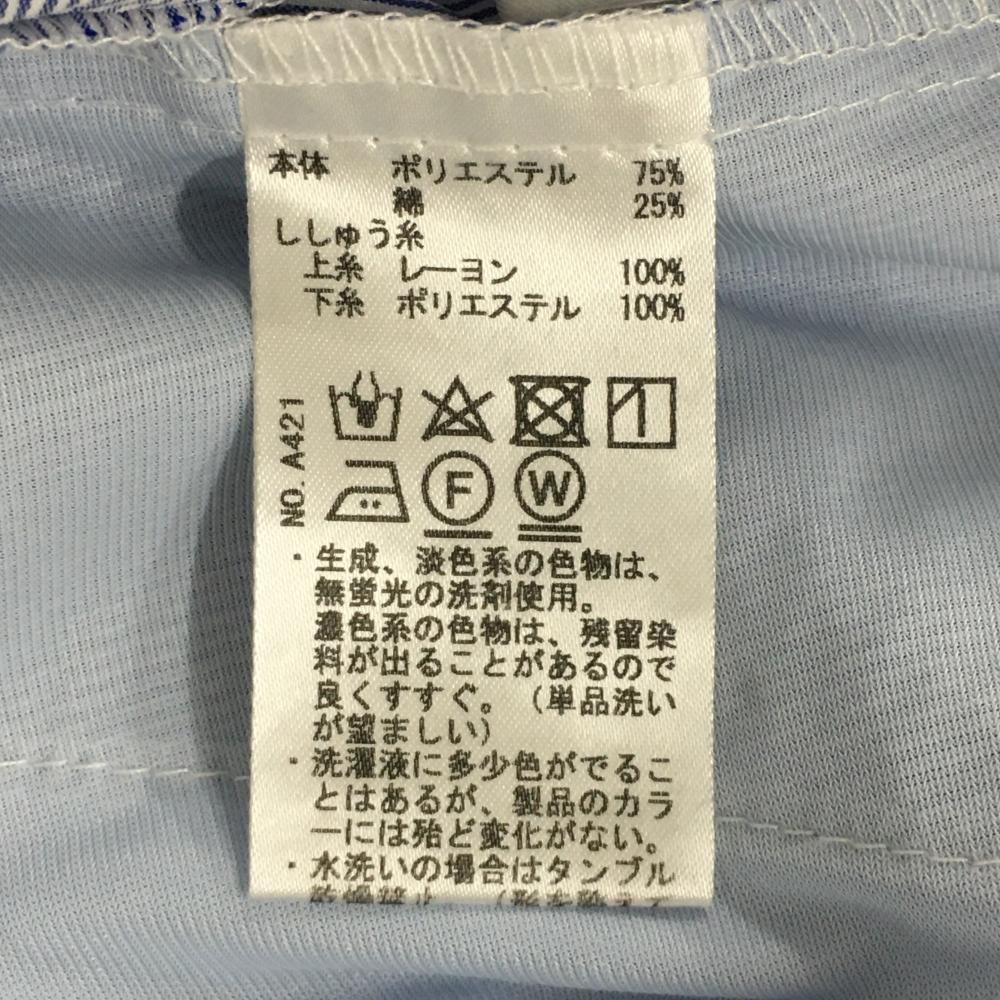 本体 ポリエステル 75%
綿 25%
ししゅう糸
上糸 レーヨン 100%
下糸 ポリエステル 100%
NO. A421
F W
・生成、淡色系の色物は、
無蛍光の洗剤使用。
濃色系の色物は、残留染
料が出ることがあるので
良くすすぐ。（単品洗い
が望ましい）
・洗濯液に多少色がでるこ
とはあるが、製品のカラ
ーには殆ど変化がない。
・水洗いの場合はタンブル